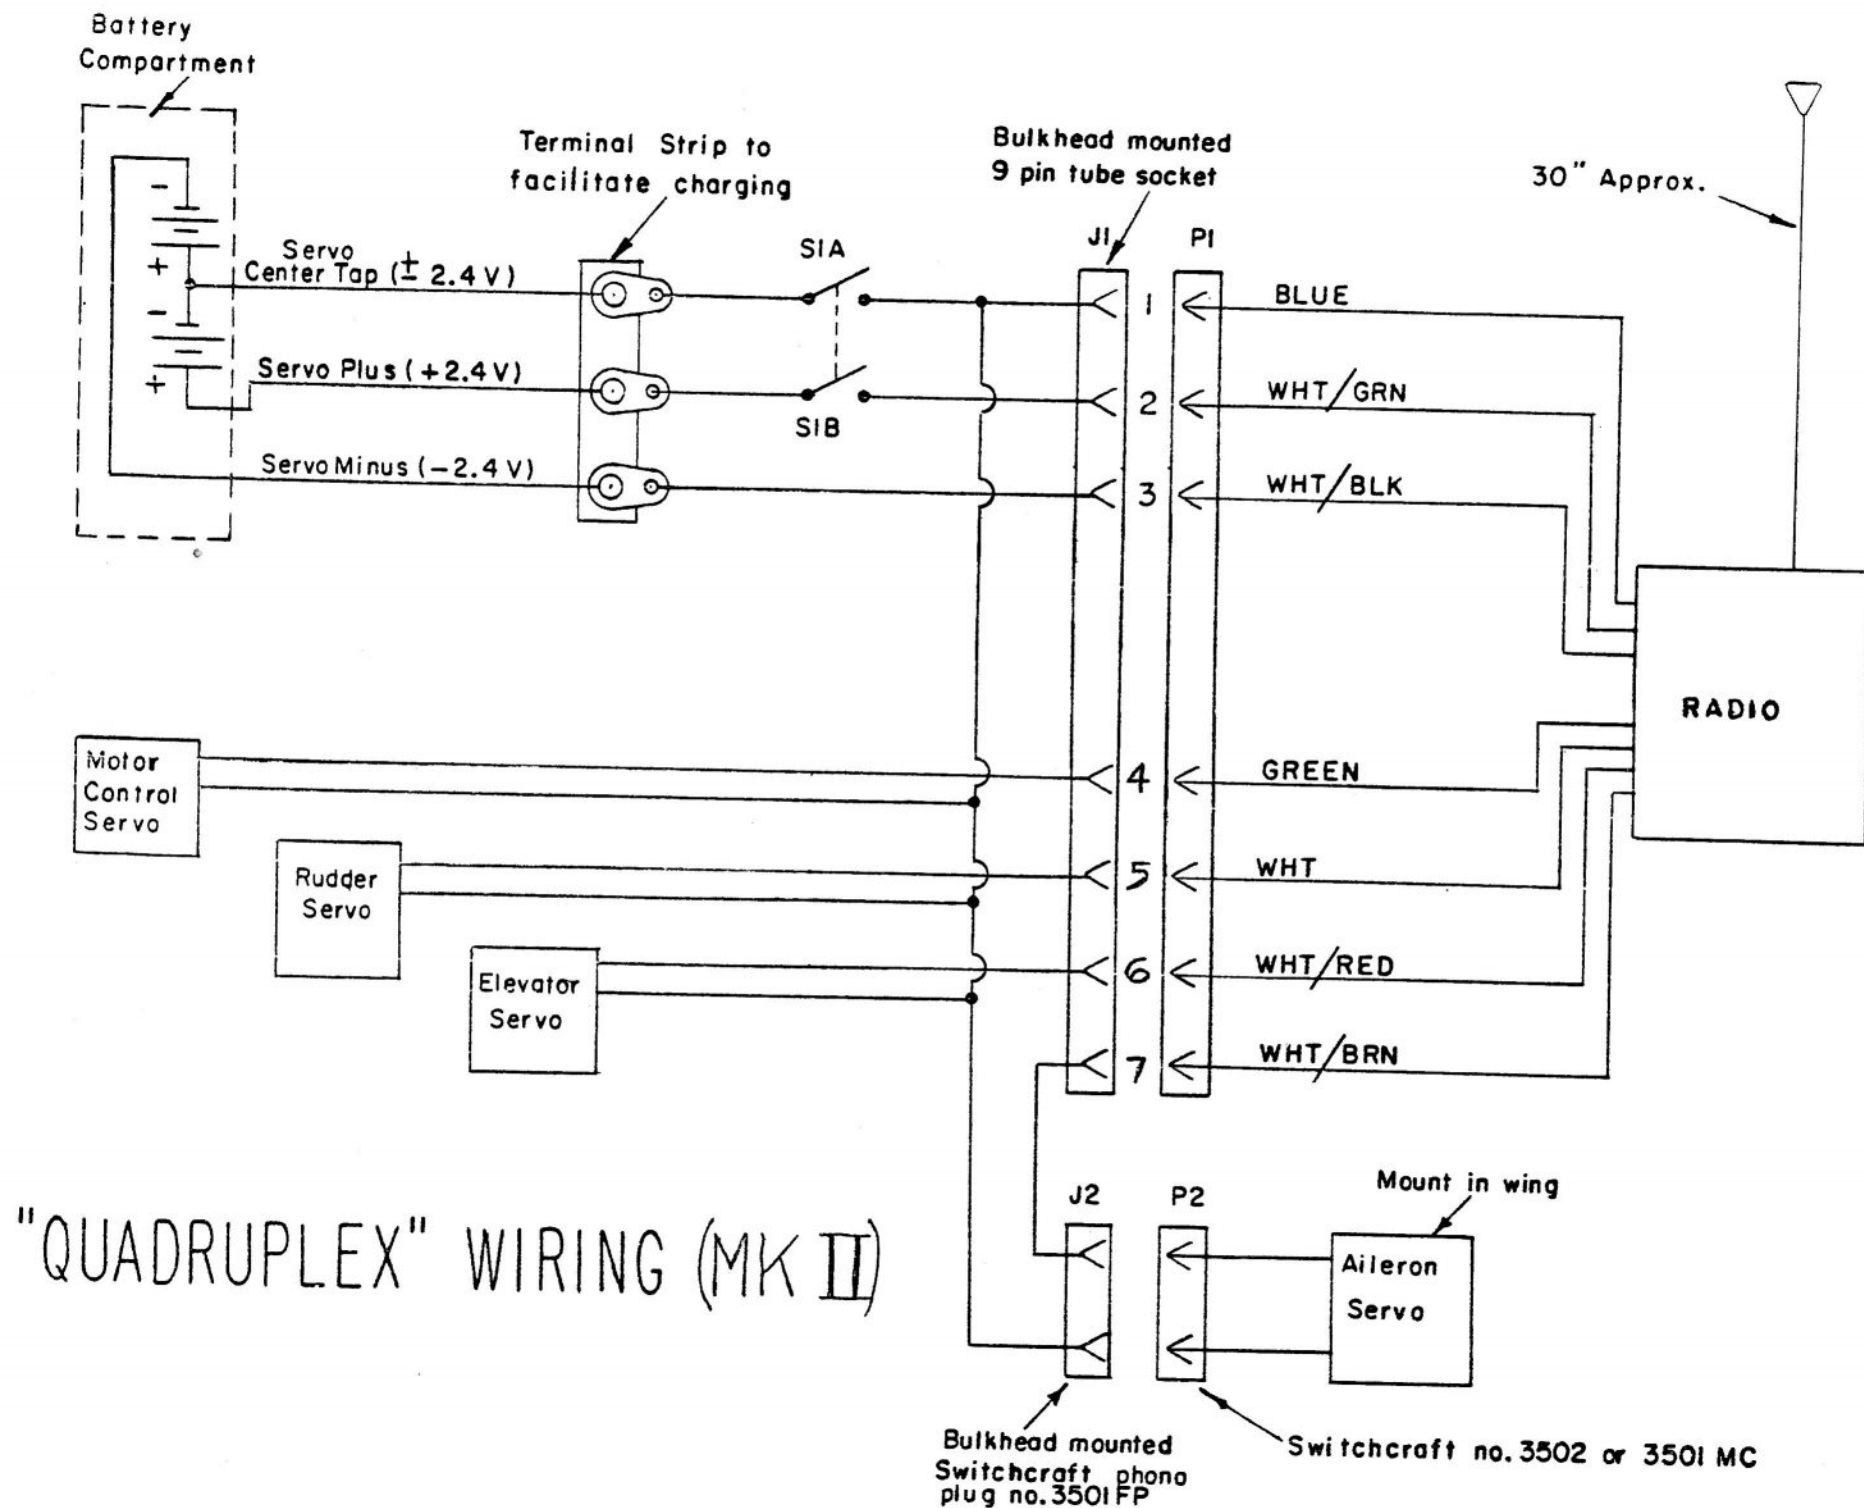 Battery
Compartment
Terminal Strip to
facilitate charging
Bulkhead mounted
9 pin tube socket
30" Approx.
−
+
−
+
Servo
Center Tap (± 2.4 V)
Servo Plus (+2.4 V)
Servo Minus (−2.4 V)
S1A
S1B
J1
P1
1
BLUE
2
WHT/GRN
3
WHT/BLK
RADIO
Motor
Control
Servo
4
GREEN
Rudder
Servo
5
WHT
Elevator
Servo
6
WHT/RED
7
WHT/BRN
"QUADRUPLEX" WIRING (MK II)
J2
P2
Mount in wing
Aileron
Servo
Bulkhead mounted
Switchcraft phono
plug no. 3501 FP
Switchcraft no. 3502 or 3501 MC